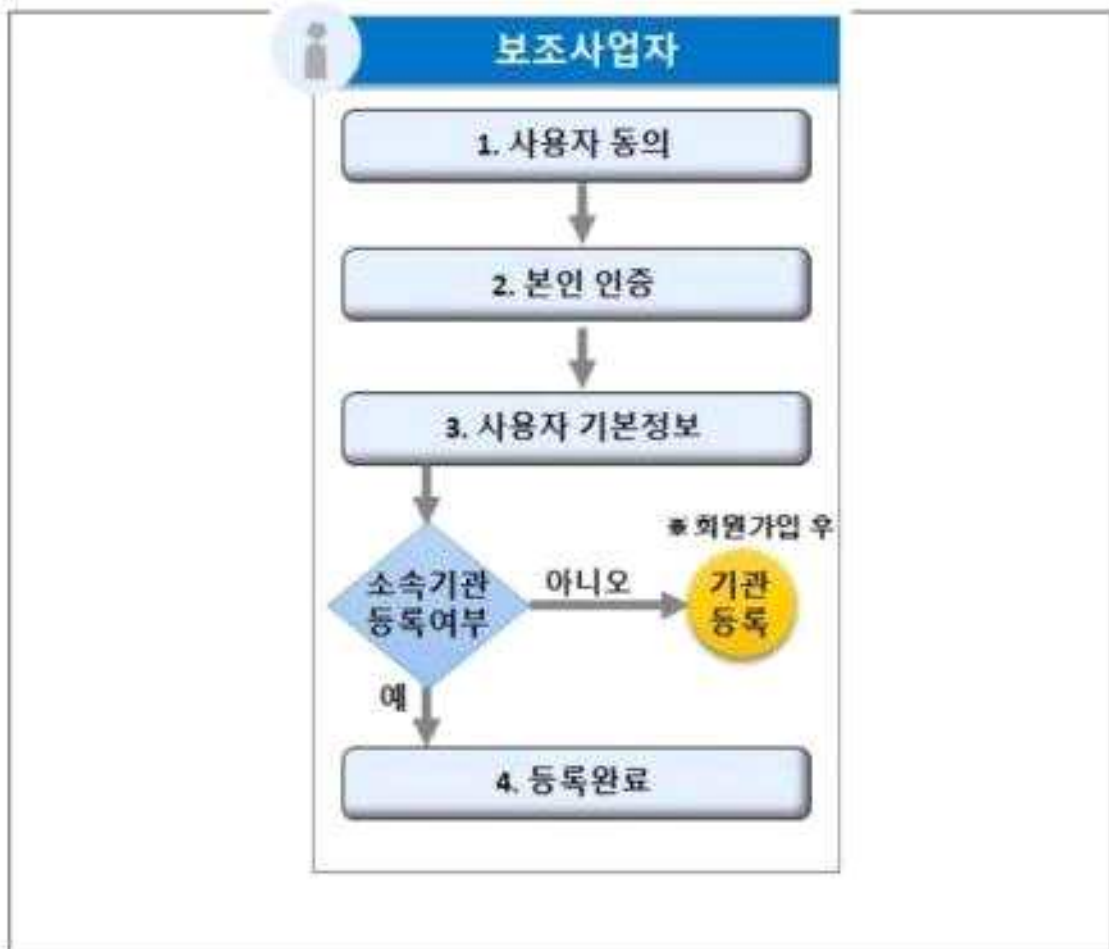 보조사업자
1. 사용자 동의
2. 본인 인증
3. 사용자 기본정보
※ 회원가입 후
소속기관
등록여부
아니오
기관
등록
예
4. 등록완료